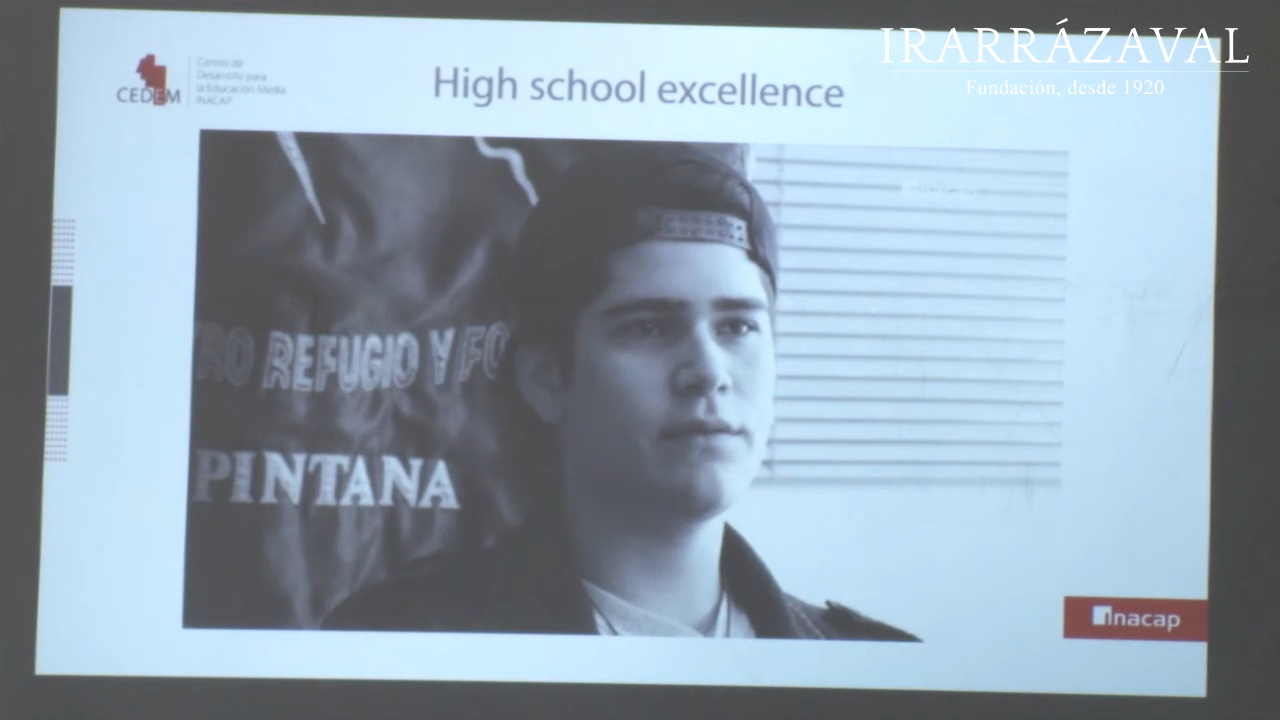 IRARRÁZAVAL
Fundación, desde 1920
CEDEM
Centro de
Desarrollo para
la Educación Media
INACAP
High school excellence
RO REFUGIO Y FO
PINTANA
inacap